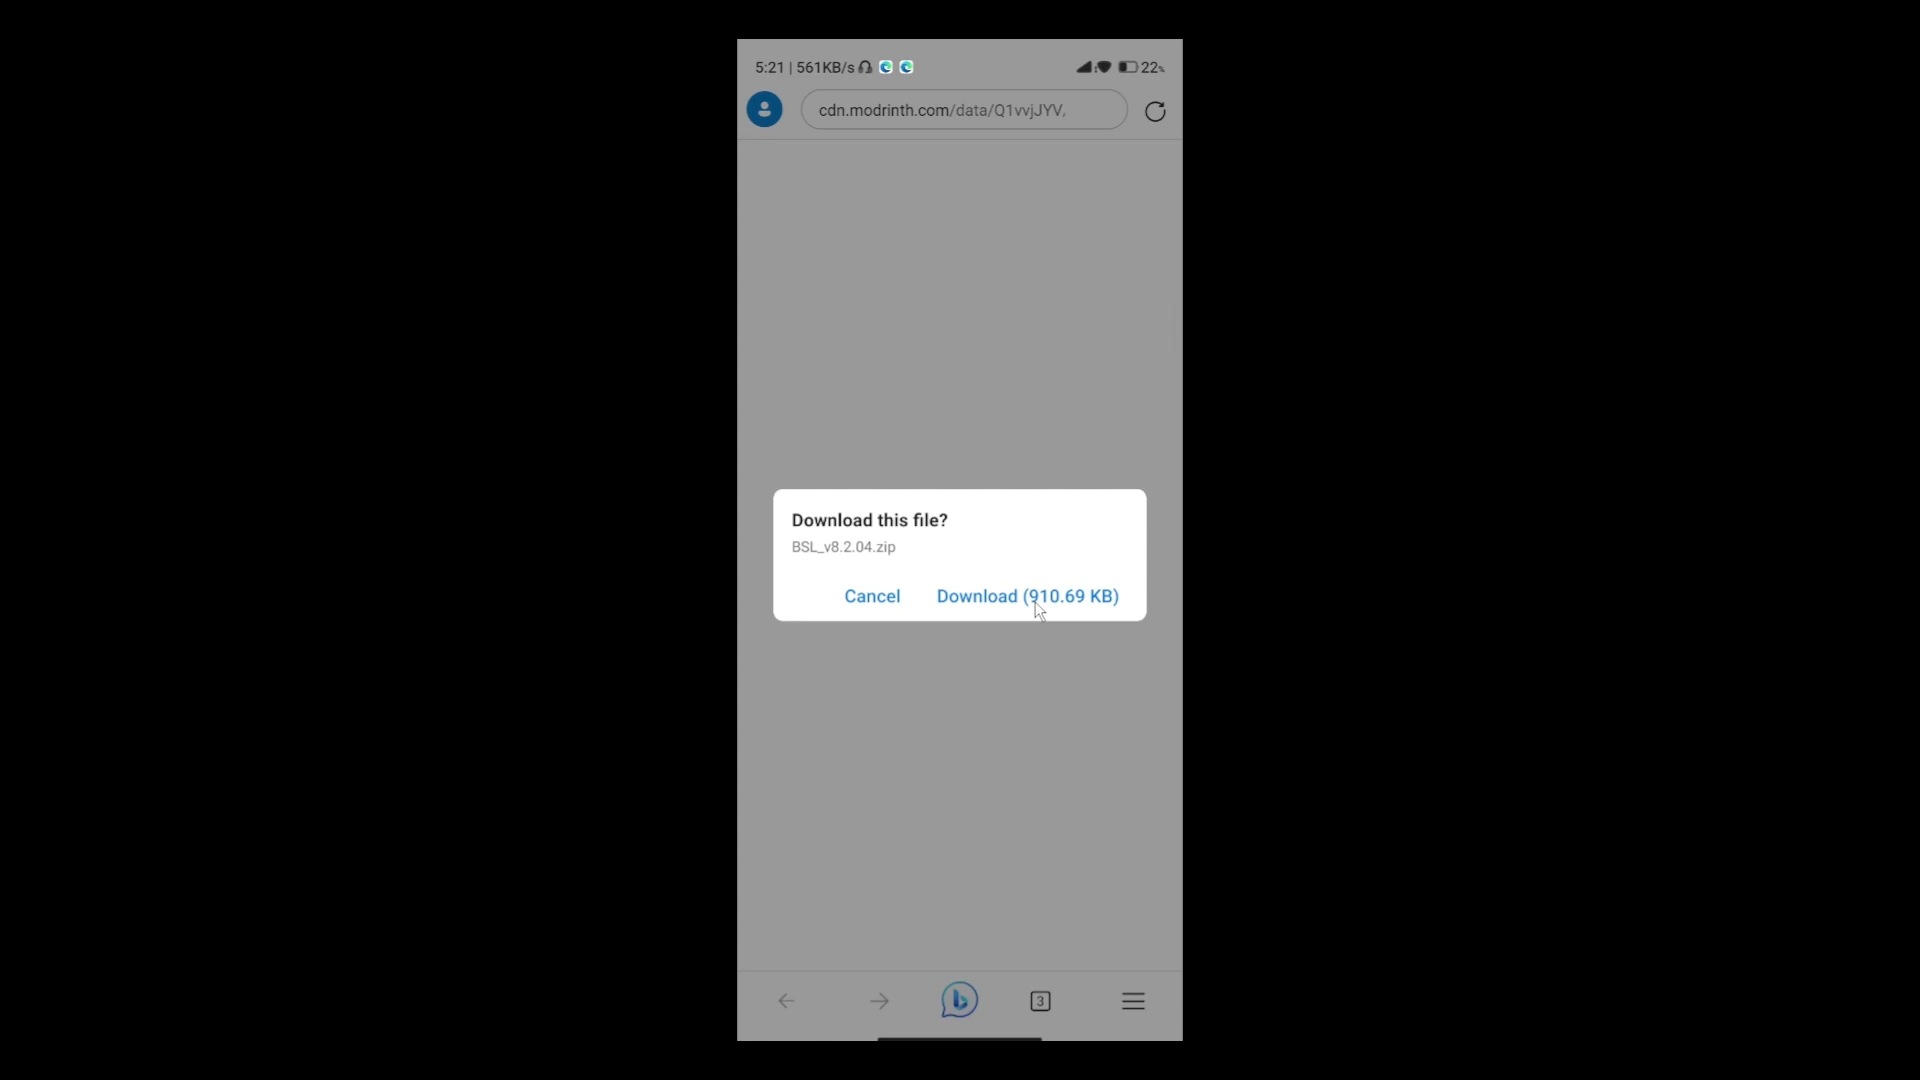 5:21 | 561KB/s 22%
cdn.modrinth.com/data/Q1vvjJYV,
Download this file?
BSL_v8.2.04.zip
Cancel Download (910.69 KB)
3